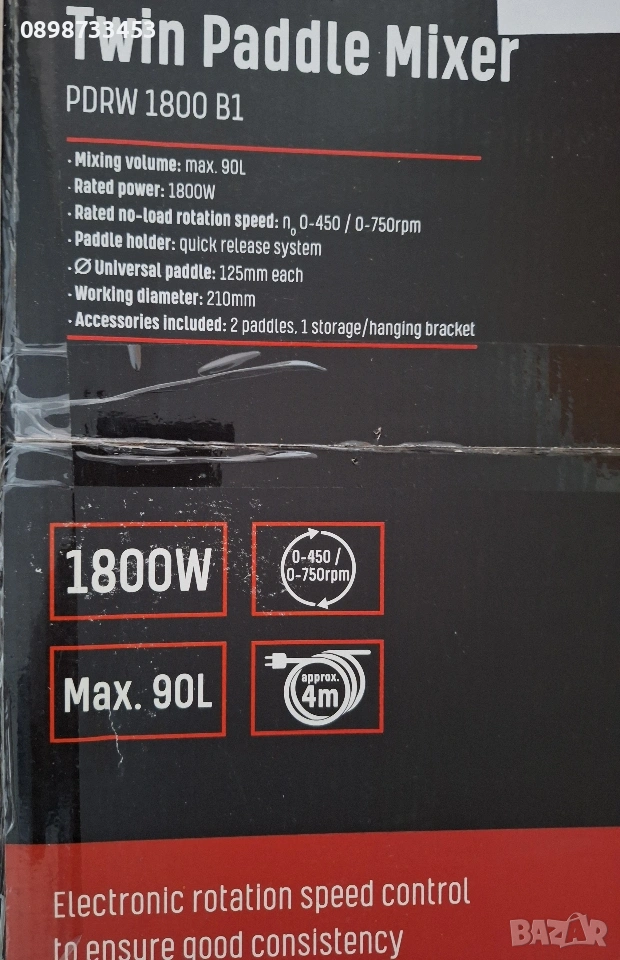 0898733453
Twin Paddle Mixer
PDRW 1800 B1
· Mixing volume: max. 90L
· Rated power: 1800W
· Rated no-load rotation speed: n₀ 0-450 / 0-750rpm
· Paddle holder: quick release system
· Ø Universal paddle: 125mm each
· Working diameter: 210mm
· Accessories included: 2 paddles, 1 storage/hanging bracket
1800W
0-450 /
0-750rpm
Max. 90L
approx.
4m
Electronic rotation speed control
to ensure good consistency
BAZAR